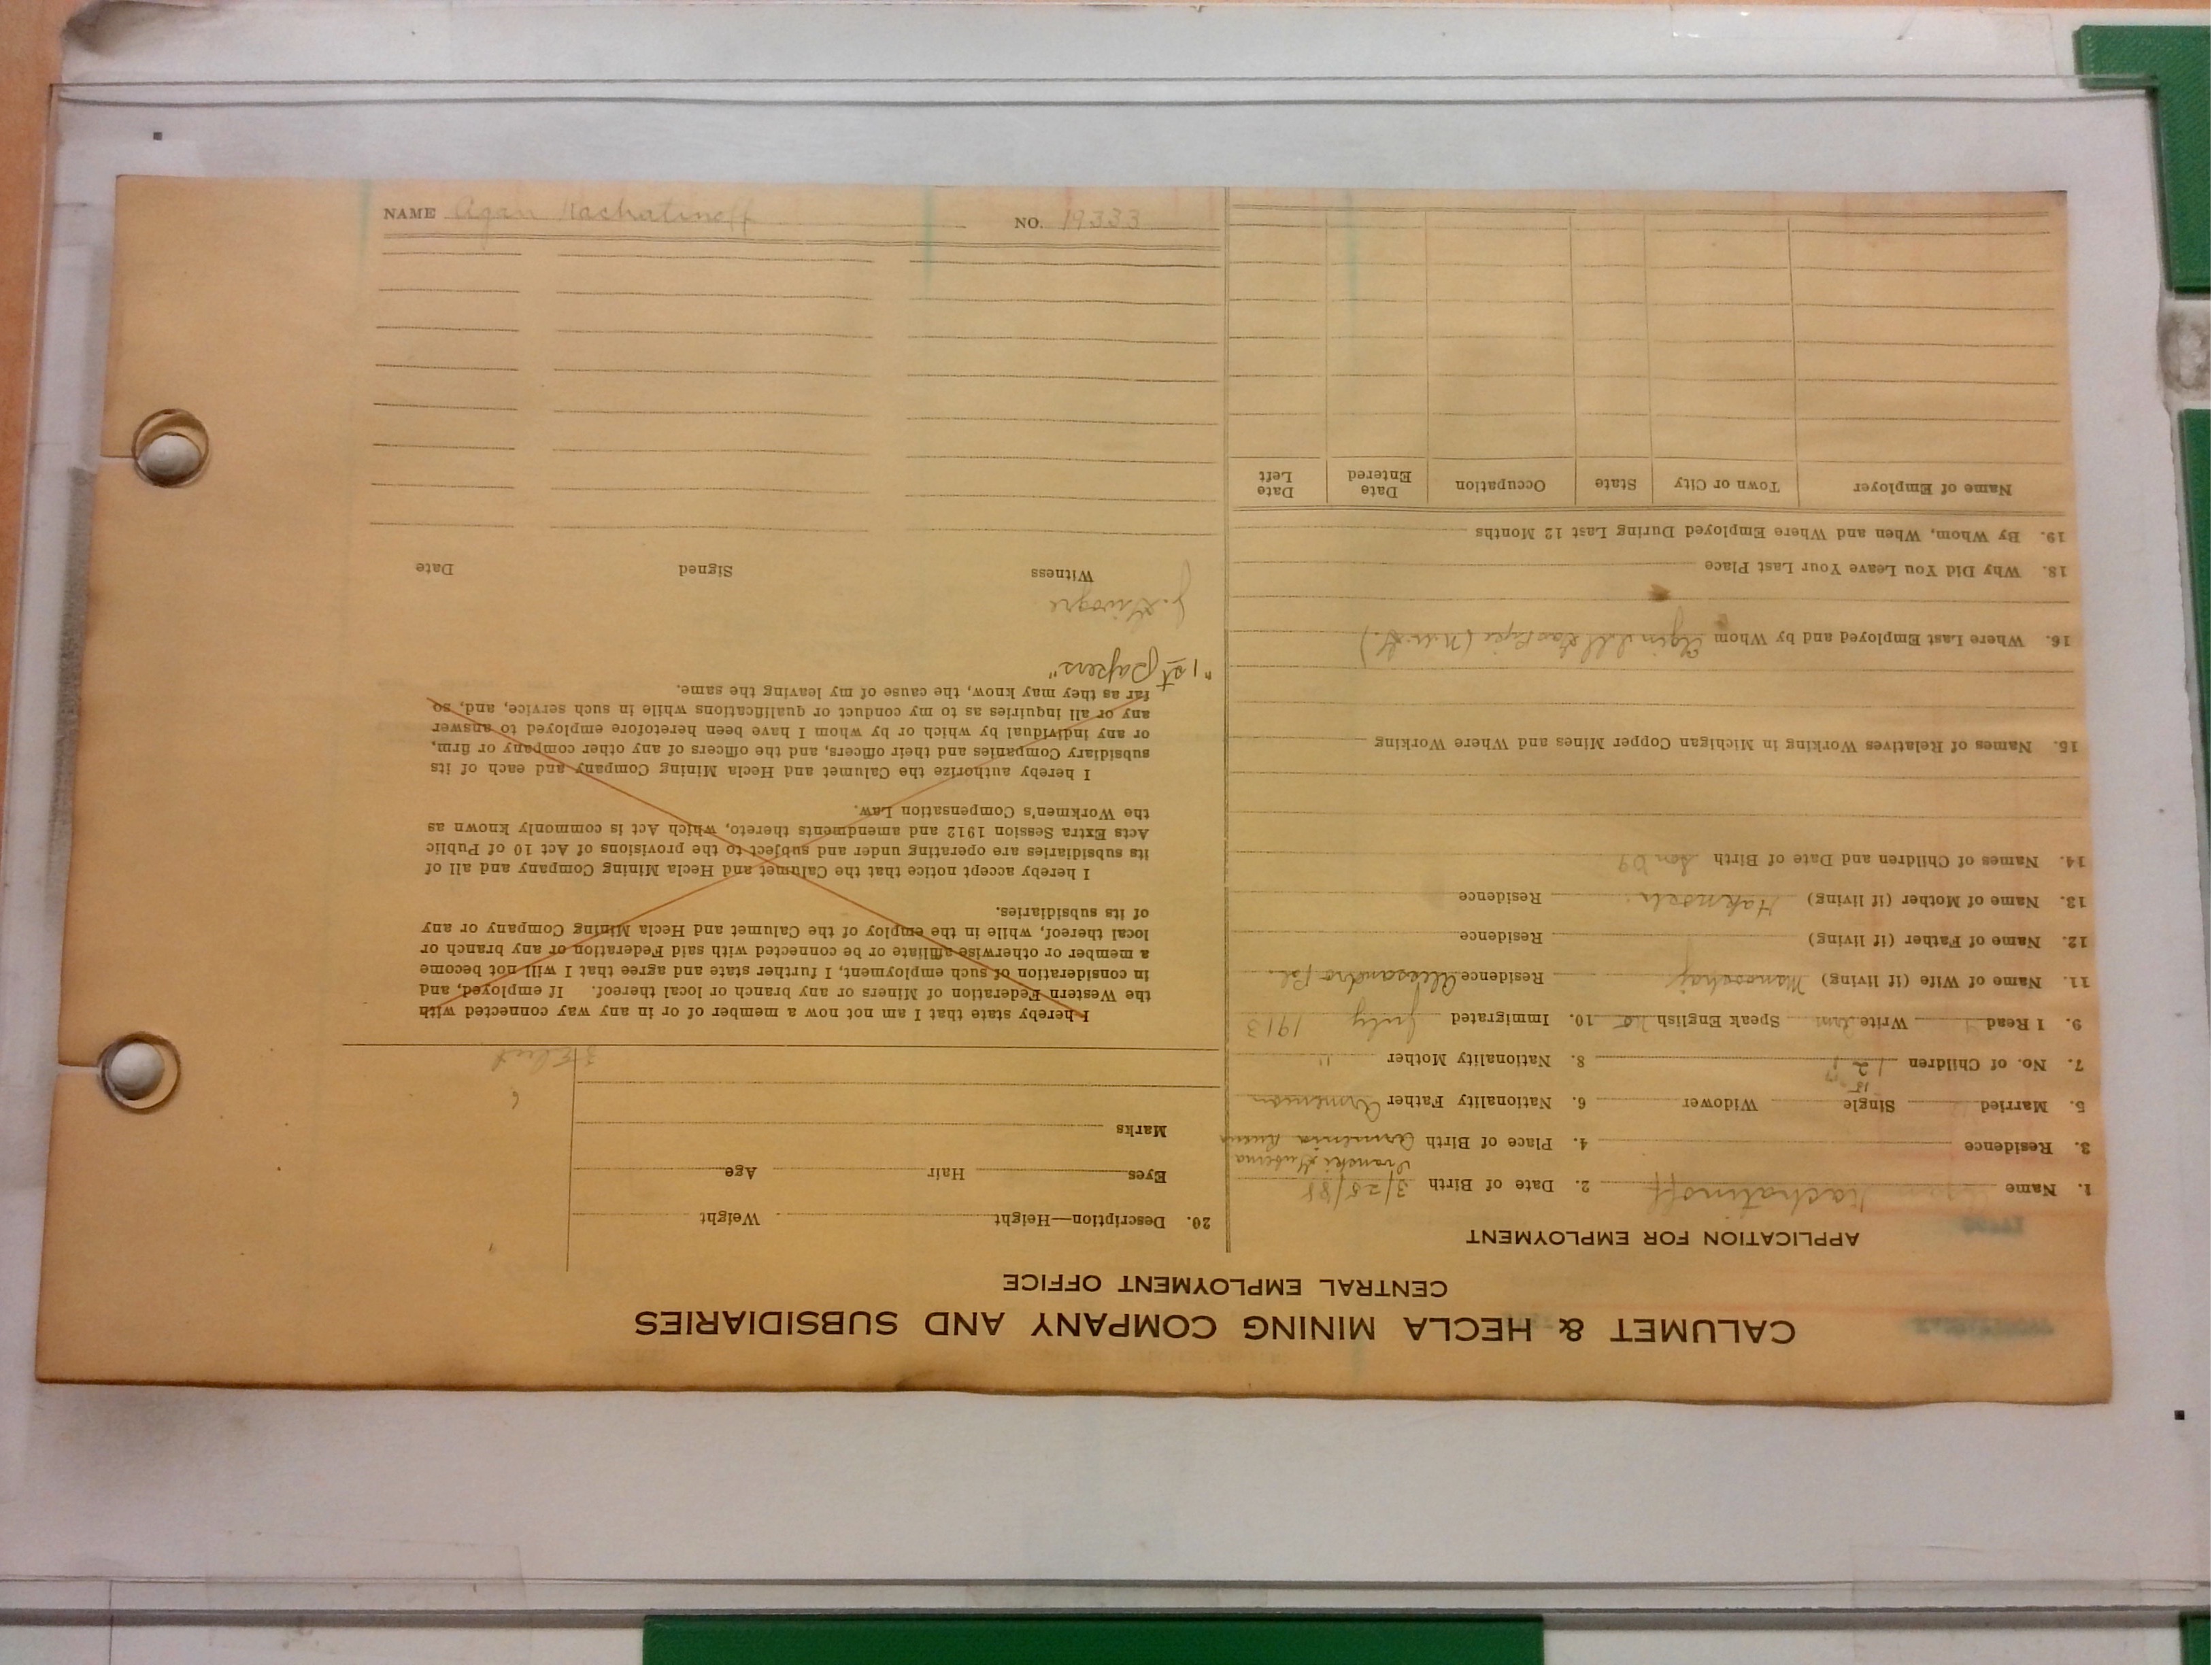 CALUMET & HECLA MINING COMPANY AND SUBSIDIARIES
CENTRAL EMPLOYMENT OFFICE
APPLICATION FOR EMPLOYMENT
1. Name Kachatinoff 2. Date of Birth 3/25/88
3. Residence 4. Place of Birth Armenia
5. Married Single Widower 6. Nationality Father Armenian
7. No. of Children 8. Nationality Mother "
9. I Read Write Speak English no 10. Immigrated July 1913
11. Name of Wife (if living) Residence
12. Name of Father (if living) Residence
13. Name of Mother (if living) Residence
14. Names of Children and Date of Birth
15. Names of Relatives Working in Michigan Copper Mines and Where Working
16. Where Last Employed and by Whom
18. Why Did You Leave Your Last Place
19. By Whom, When and Where Employed During Last 12 Months
Name of Employer Town or City State Occupation Date Entered Date Left
20. Description—Height Weight
Eyes Hair Age
Marks
I hereby state that I am not now a member of or in any way connected with
the Western Federation of Miners or any branch or local thereof. If employed, and
in consideration of such employment, I further state and agree that I will not become
a member or otherwise affiliate or be connected with said Federation or any branch or
local thereof, while in the employ of the Calumet and Hecla Mining Company or any
of its subsidiaries.
I hereby accept notice that the Calumet and Hecla Mining Company and all of
its subsidiaries are operating under and subject to the provisions of Act 10 of Public
Acts Extra Session 1912 and amendments thereto, which Act is commonly known as
the Workmen's Compensation Law.
I hereby authorize the Calumet and Hecla Mining Company and each of its
subsidiary Companies and their officers, and the officers of any other company or firm,
or any individual by which or by whom I have been heretofore employed to answer
any or all inquiries as to my conduct or qualifications while in such service, and, so
far as they may know, the cause of my leaving the same.
"1st papers"
Witness Signed Date
NAME Agan Kachatinoff NO. 19333